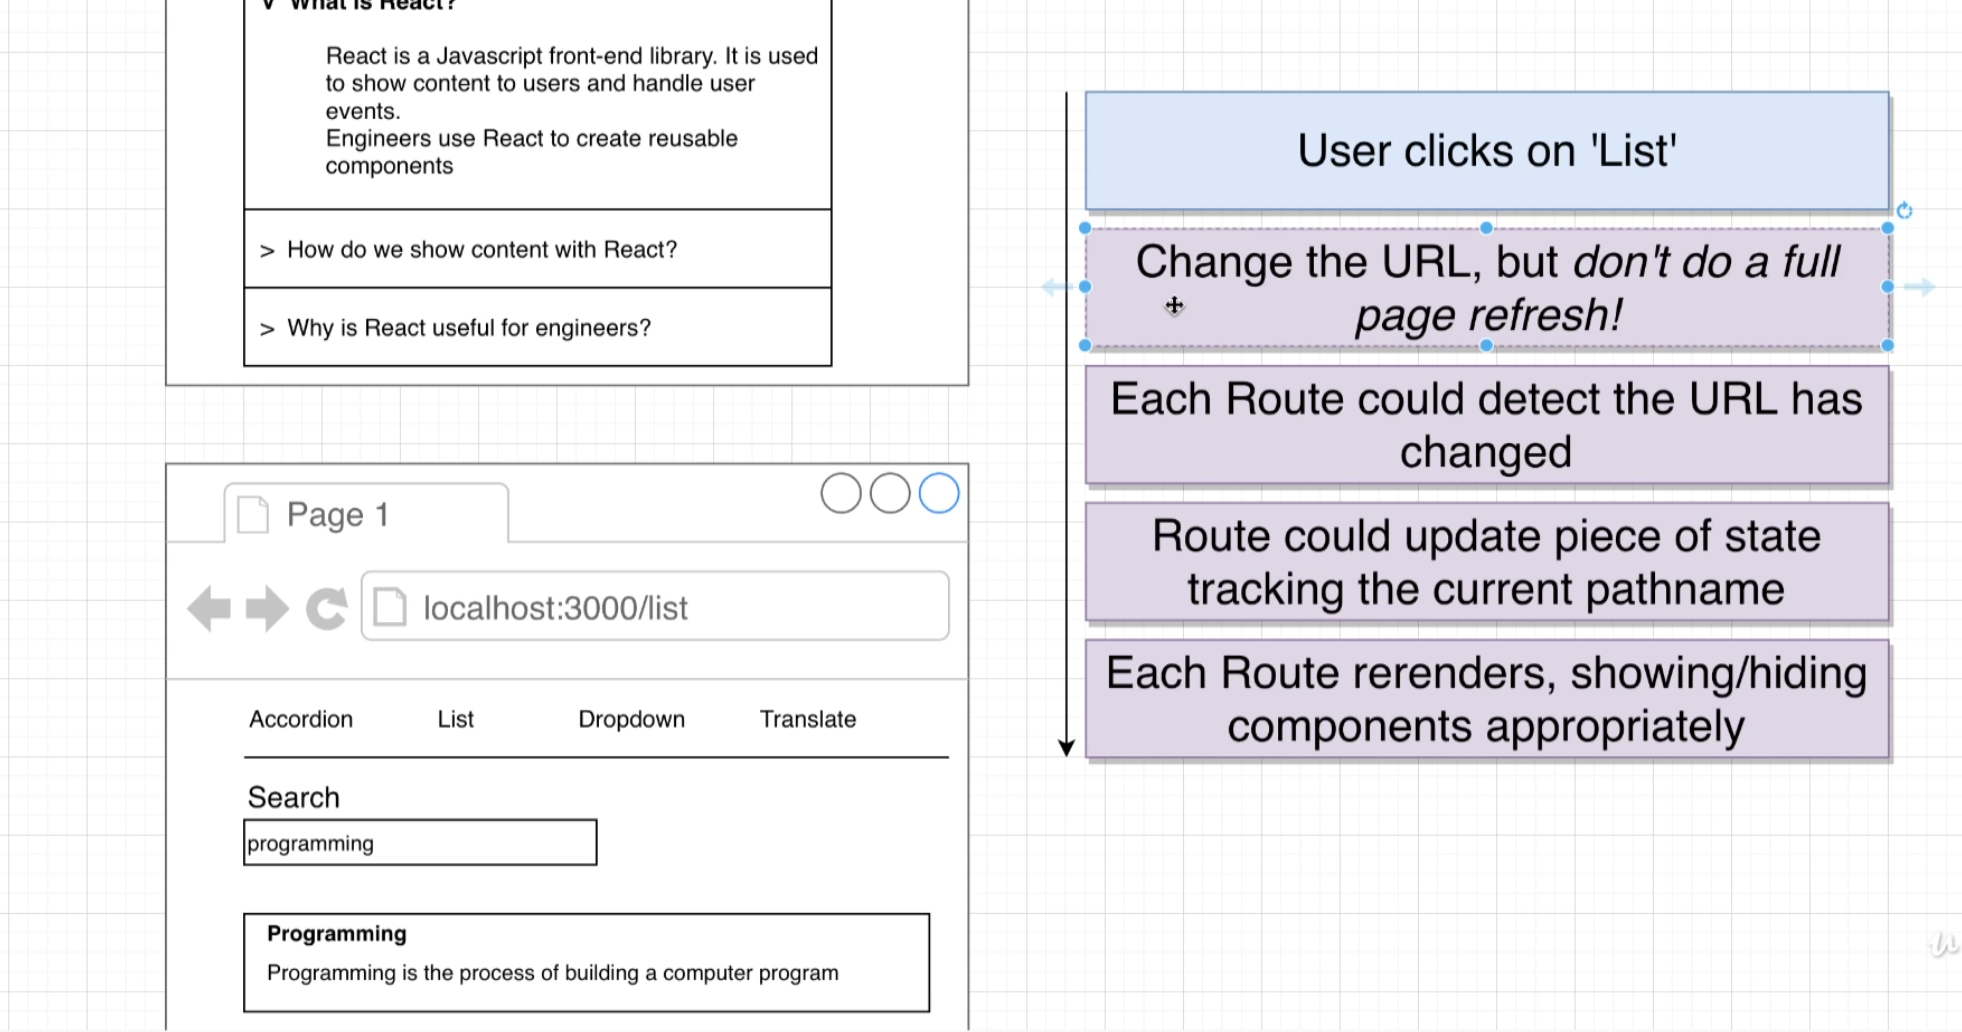 v What is React?
React is a Javascript front-end library. It is used
to show content to users and handle user
events.
Engineers use React to create reusable
components
> How do we show content with React?
> Why is React useful for engineers?
Page 1
localhost:3000/list
Accordion List Dropdown Translate
Search
programming
Programming
Programming is the process of building a computer program
User clicks on 'List'
Change the URL, but don't do a full
page refresh!
Each Route could detect the URL has
changed
Route could update piece of state
tracking the current pathname
Each Route rerenders, showing/hiding
components appropriately
u